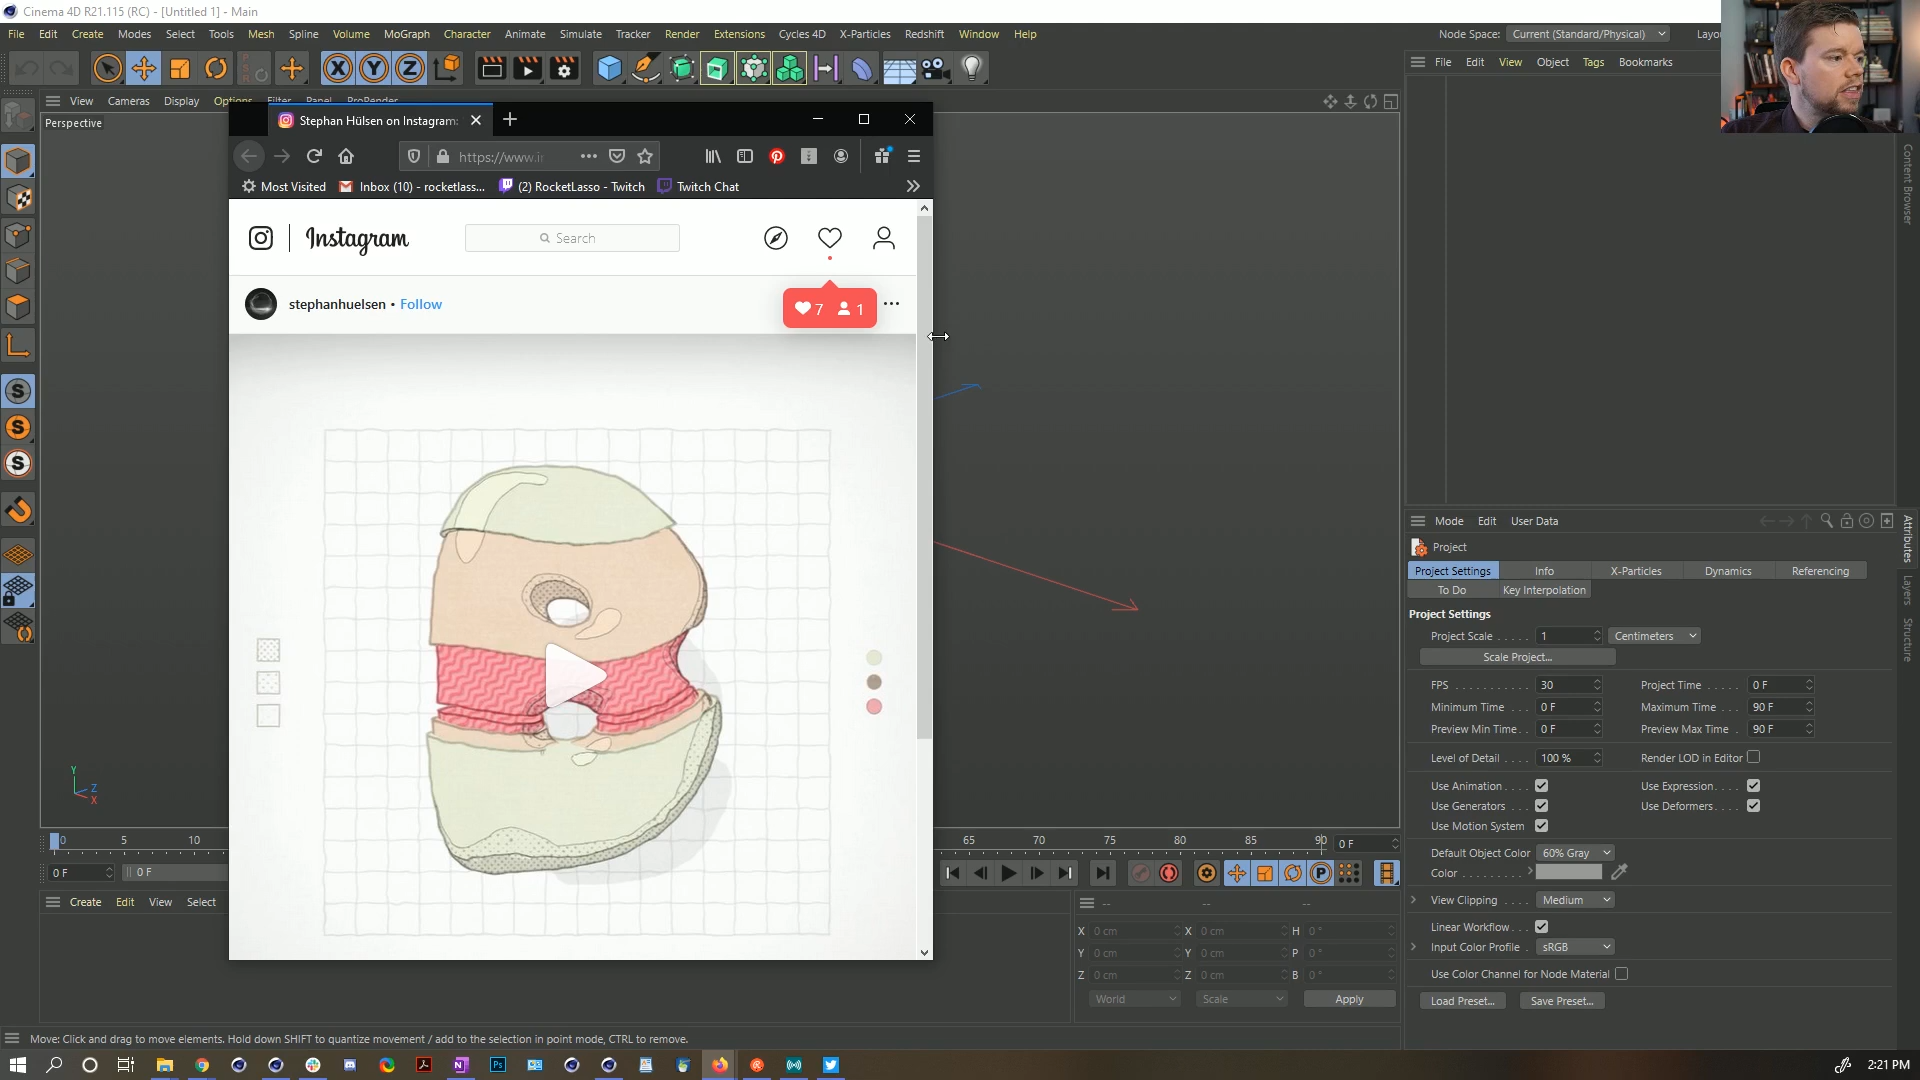 Cinema 4D R21.115 (RC) - [Untitled 1] - Main
File Edit Create Modes Select Tools Mesh Spline Volume MoGraph Character Animate Simulate Tracker Render Extensions Cycles 4D X-Particles Redshift Window Help
Node Space: Current (Standard/Physical)
File Edit View Object Tags Bookmarks
View Cameras Display Options Filter Panel ProRender
Perspective
Stephan Hülsen on Instagram:
https://www.i
Most Visited Inbox (10) - rocketlass... (2) RocketLasso - Twitch Twitch Chat
Instagram
Search
stephanhuelsen • Follow
7 1
Content Browser
Attributes
Layers
Structure
Mode Edit User Data
Project
Project Settings Info X-Particles Dynamics Referencing
To Do Key Interpolation
Project Settings
Project Scale 1 Centimeters
Scale Project...
FPS 30 Project Time 0 F
Minimum Time 0 F Maximum Time 90 F
Preview Min Time 0 F Preview Max Time 90 F
Level of Detail 100 % Render LOD in Editor
Use Animation Use Expression
Use Generators Use Deformers
Use Motion System
Default Object Color 60% Gray
Color
View Clipping Medium
Linear Workflow
Input Color Profile sRGB
Use Color Channel for Node Material
Load Preset... Save Preset...
Y
Z
X
0 5 10 65 70 75 80 85 90 0 F
0 F 0 F
Create Edit View Select
-- -- --
X 0 cm X 0 cm H 0 °
Y 0 cm Y 0 cm P 0 °
Z 0 cm Z 0 cm B 0 °
World Scale Apply
Move: Click and drag to move elements. Hold down SHIFT to quantize movement / add to the selection in point mode, CTRL to remove.
2:21 PM